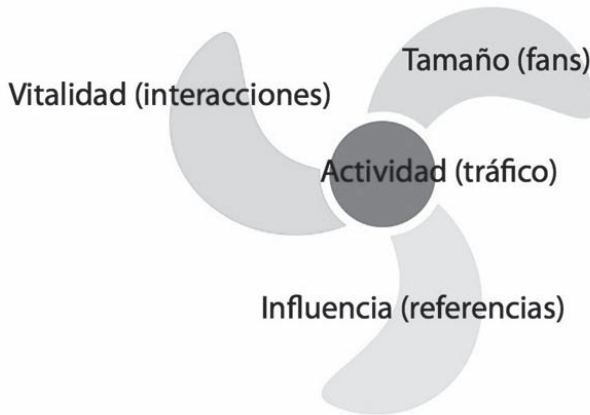 Tamaño (fans)
Vitalidad (interacciones)
Actividad (tráfico)
Influencia (referencias)